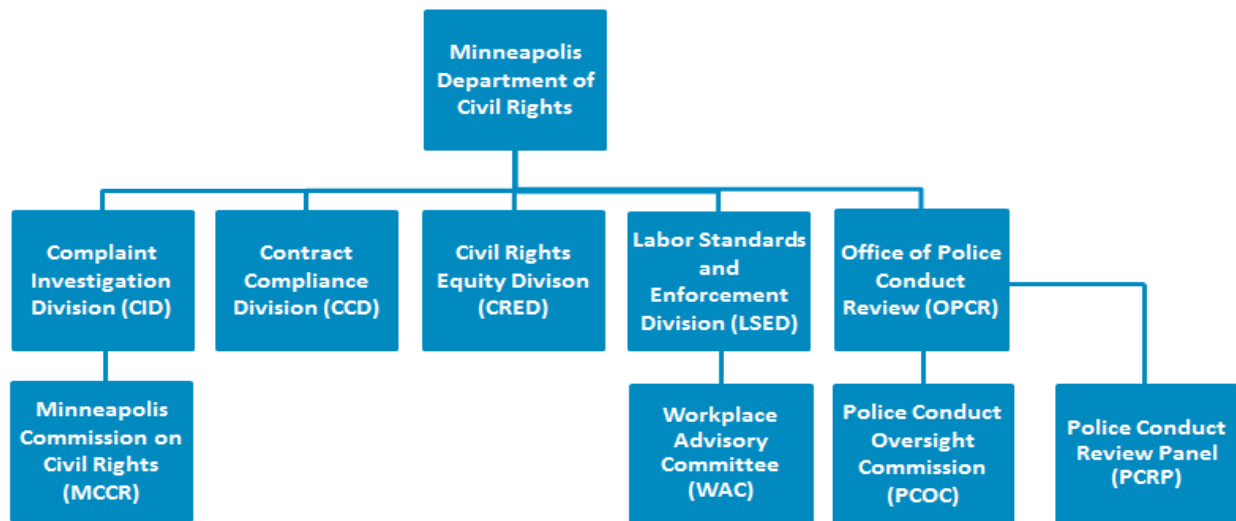 Minneapolis
Department of
Civil Rights
Complaint
Investigation
Division (CID)
Contract
Compliance
Division (CCD)
Civil Rights
Equity Divison
(CRED)
Labor Standards
and
Enforcement
Division (LSED)
Office of Police
Conduct
Review (OPCR)
Minneapolis
Commission on
Civil Rights
(MCCR)
Workplace
Advisory
Committee
(WAC)
Police Conduct
Oversight
Commission
(PCOC)
Police Conduct
Review Panel
(PCRP)